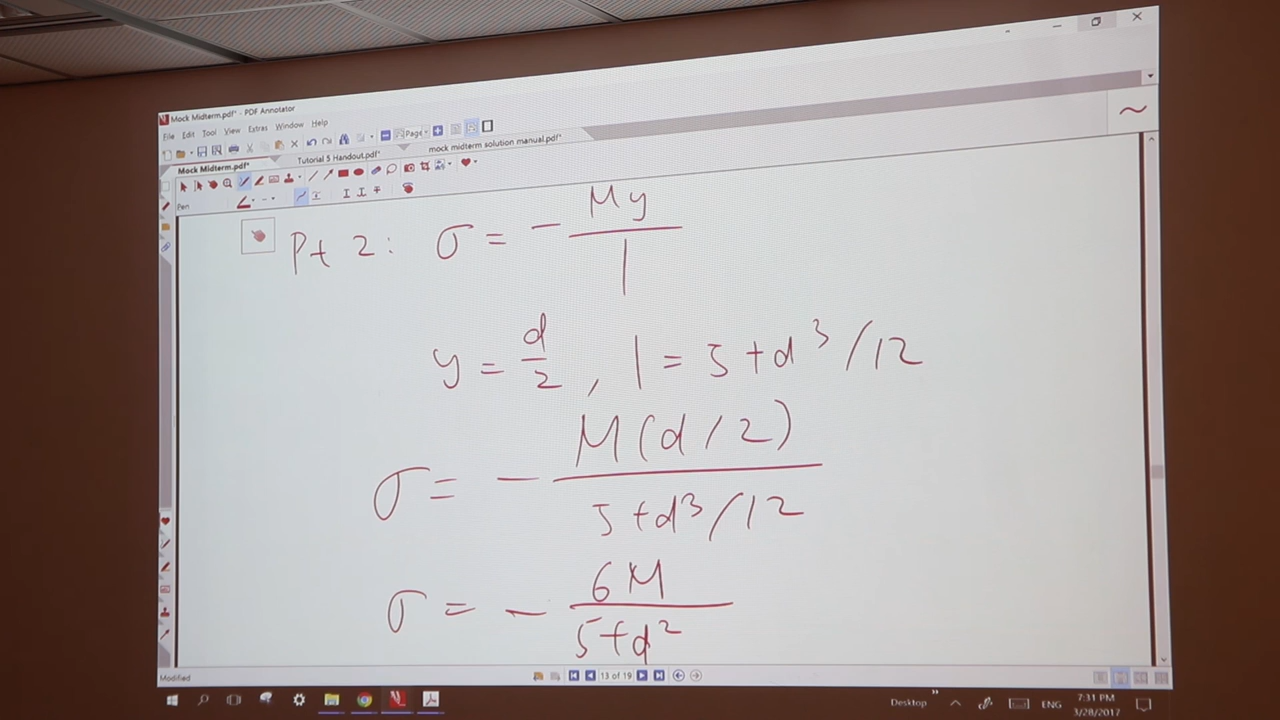 Mock Midterm.pdf* - PDF Annotator
File Edit Tool View Extras Window Help
Page
Mock Midterm.pdf* Tutorial 5 Handout.pdf* mock midterm solution manual.pdf*
Pen
Pt 2: σ = - My / I
y = d/2, I = 5td³/12
σ = - M(d/2) / 5td³/12
σ = - 6M / 5td²
Modified 13 of 19
Desktop » ENG 7:31 PM
3/28/2017